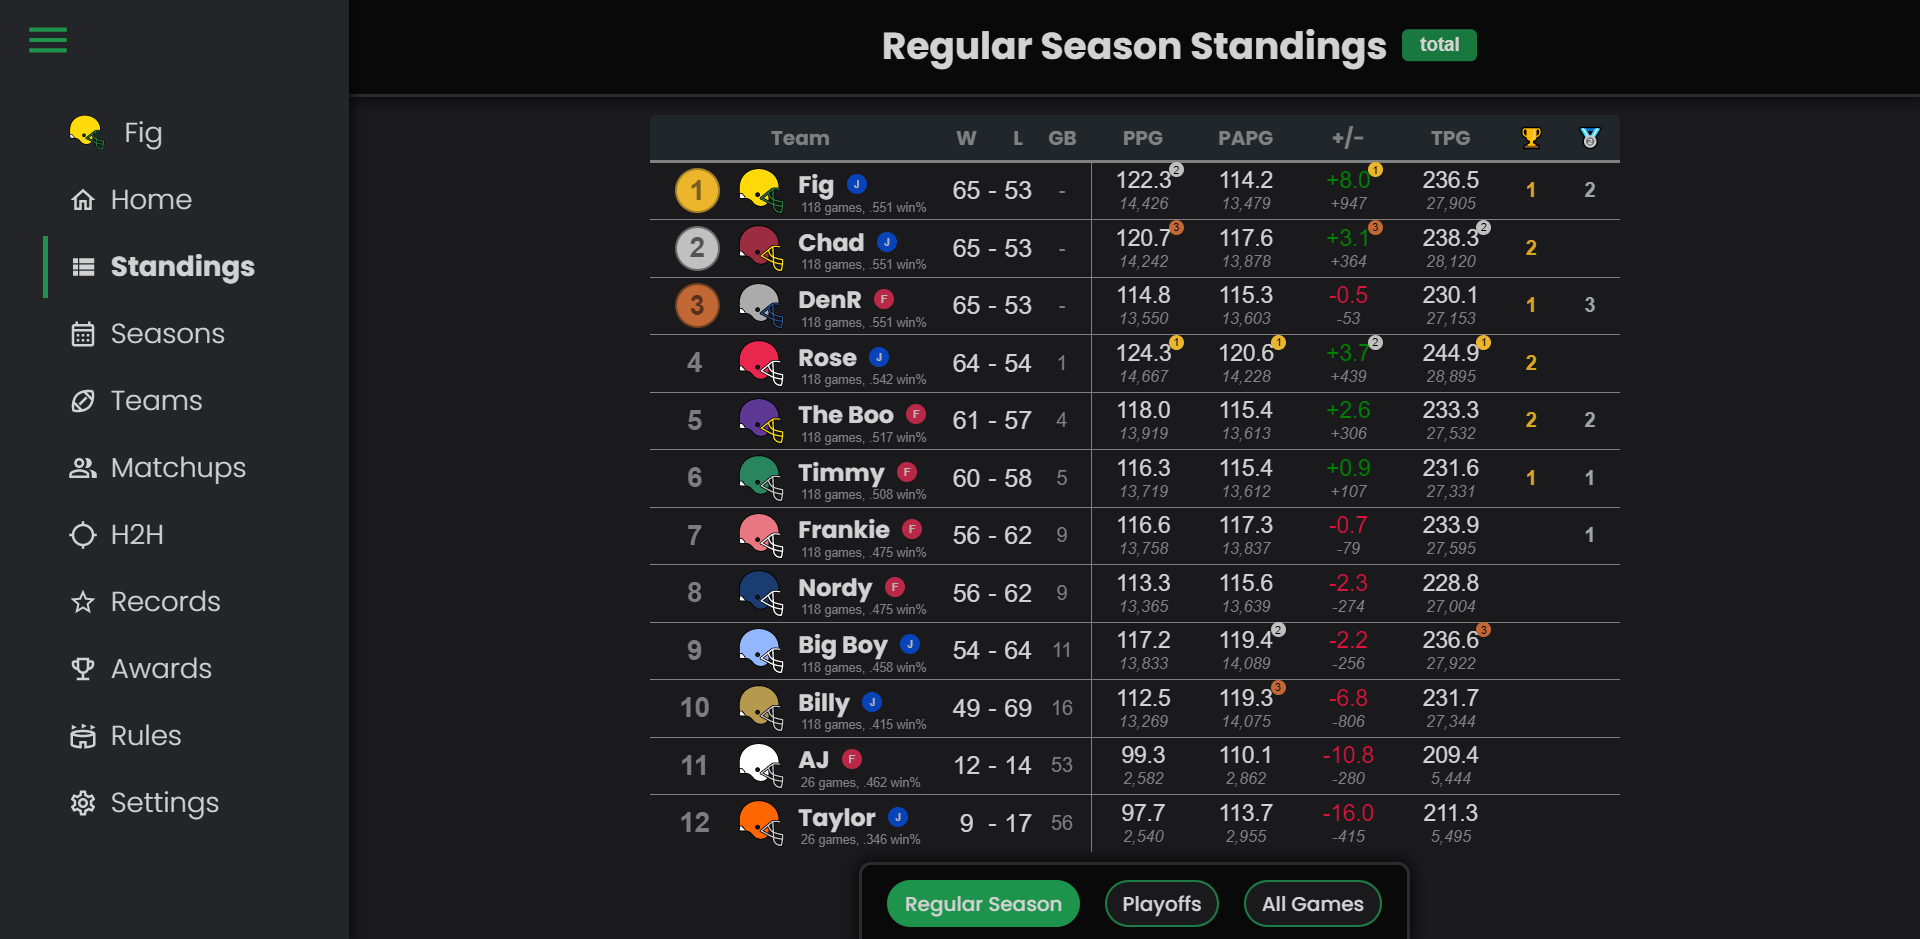 Regular Season Standings total
Fig
Home
Standings
Seasons
Teams
Matchups
H2H
Records
Awards
Rules
Settings
Team W L GB PPG PAPG +/- TPG
1 Fig J 65 - 53 - 122.3 2 114.2 +8.0 1 236.5 1 2
118 games, .551 win% 14,426 13,479 +947 27,905
2 Chad J 65 - 53 - 120.7 3 117.6 +3.1 3 238.3 2 2
118 games, .551 win% 14,242 13,878 +364 28,120
3 DenR F 65 - 53 - 114.8 115.3 -0.5 230.1 1 3
118 games, .551 win% 13,550 13,603 -53 27,153
4 Rose J 64 - 54 1 124.3 1 120.6 1 +3.7 2 244.9 1 2
118 games, .542 win% 14,667 14,228 +439 28,895
5 The Boo F 61 - 57 4 118.0 115.4 +2.6 233.3 2 2
118 games, .517 win% 13,919 13,613 +306 27,532
6 Timmy F 60 - 58 5 116.3 115.4 +0.9 231.6 1 1
118 games, .508 win% 13,719 13,612 +107 27,331
7 Frankie F 56 - 62 9 116.6 117.3 -0.7 233.9 1
118 games, .475 win% 13,758 13,837 -79 27,595
8 Nordy F 56 - 62 9 113.3 115.6 -2.3 228.8
118 games, .475 win% 13,365 13,639 -274 27,004
9 Big Boy J 54 - 64 11 117.2 119.4 2 -2.2 236.6 3
118 games, .458 win% 13,833 14,089 -256 27,922
10 Billy J 49 - 69 16 112.5 119.3 3 -6.8 231.7
118 games, .415 win% 13,269 14,075 -806 27,344
11 AJ F 12 - 14 53 99.3 110.1 -10.8 209.4
26 games, .462 win% 2,582 2,862 -280 5,444
12 Taylor J 9 - 17 56 97.7 113.7 -16.0 211.3
26 games, .346 win% 2,540 2,955 -415 5,495
Regular Season Playoffs All Games